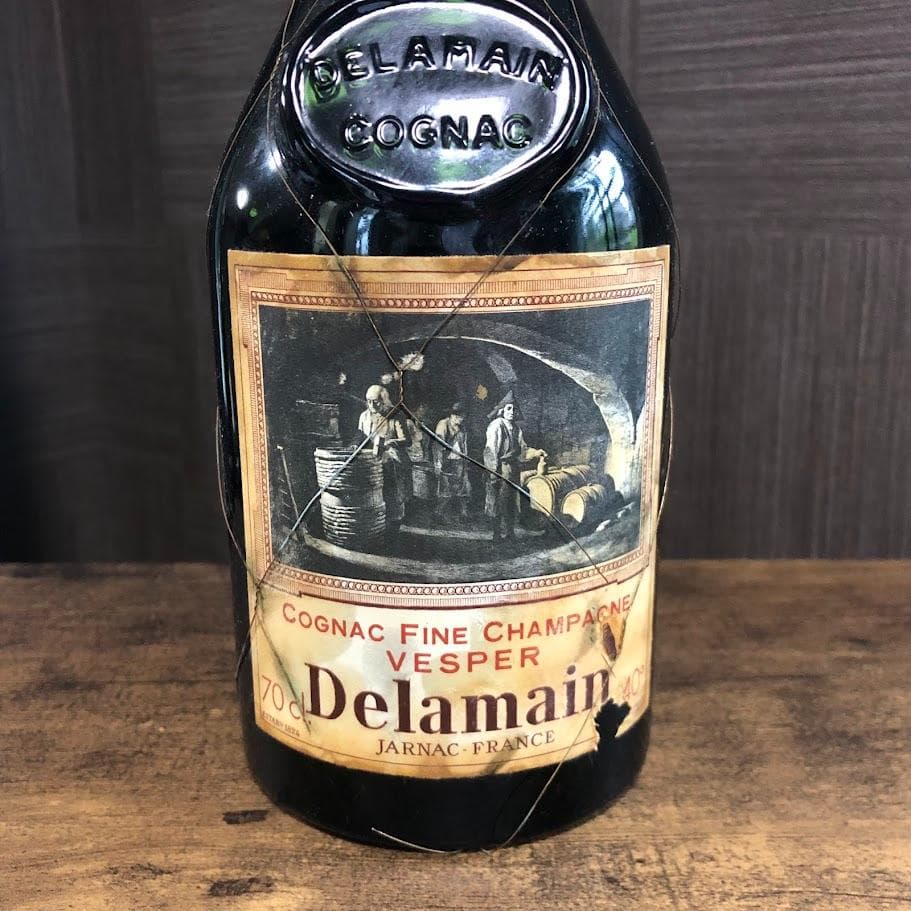 DELAMAIN
COGNAC
COGNAC FINE CHAMPAGNE
VESPER
70 cl. Delamain 40°
JARNAC-FRANCE